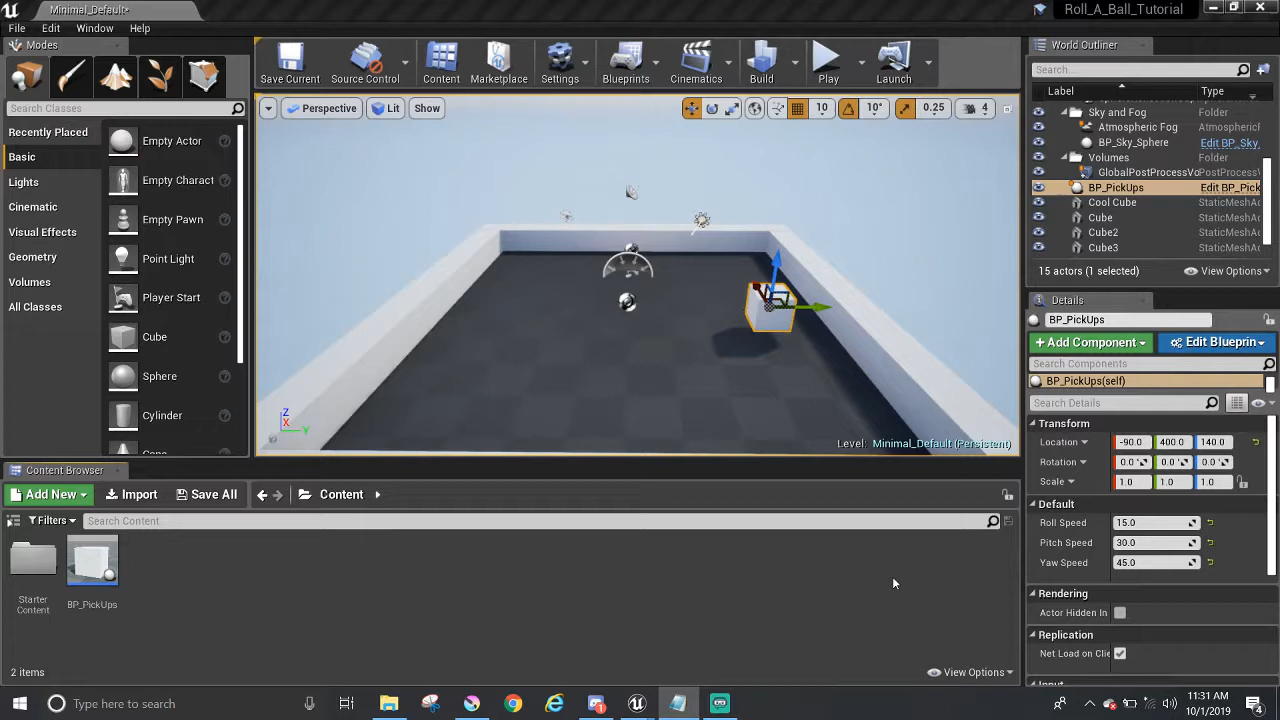 Minimal_Default*
Roll_A_Ball_Tutorial
File Edit Window Help
Modes
Search Classes
Recently Placed
Basic
Lights
Cinematic
Visual Effects
Geometry
Volumes
All Classes
Empty Actor
Empty Charact
Empty Pawn
Point Light
Player Start
Cube
Sphere
Cylinder
Save Current
Source Control
Content
Marketplace
Settings
Blueprints
Cinematics
Build
Play
Launch
Perspective
Lit
Show
10
10°
0.25
4
Z
X
Y
Level: Minimal_Default (Persistent)
World Outliner
Search...
Label Type
Sky and Fog Folder
Atmospheric Fog AtmosphericF
BP_Sky_Sphere Edit BP_Sky_
Volumes Folder
GlobalPostProcessVo PostProcessV
BP_PickUps Edit BP_Pick
Cool Cube StaticMeshAc
Cube StaticMeshAc
Cube2 StaticMeshAc
Cube3 StaticMeshAc
15 actors (1 selected) View Options
Details
BP_PickUps
+ Add Component Edit Blueprin
Search Components
BP_PickUps(self)
Search Details
Transform
Location -90.0 400.0 140.0
Rotation 0.0° 0.0° 0.0°
Scale 1.0 1.0 1.0
Default
Roll Speed 15.0
Pitch Speed 30.0
Yaw Speed 45.0
Rendering
Actor Hidden In
Replication
Net Load on Clie
Content Browser
Add New Import Save All Content
Filters Search Content
Starter
Content
BP_PickUps
2 items
View Options
Type here to search
11:31 AM
10/1/2019
4